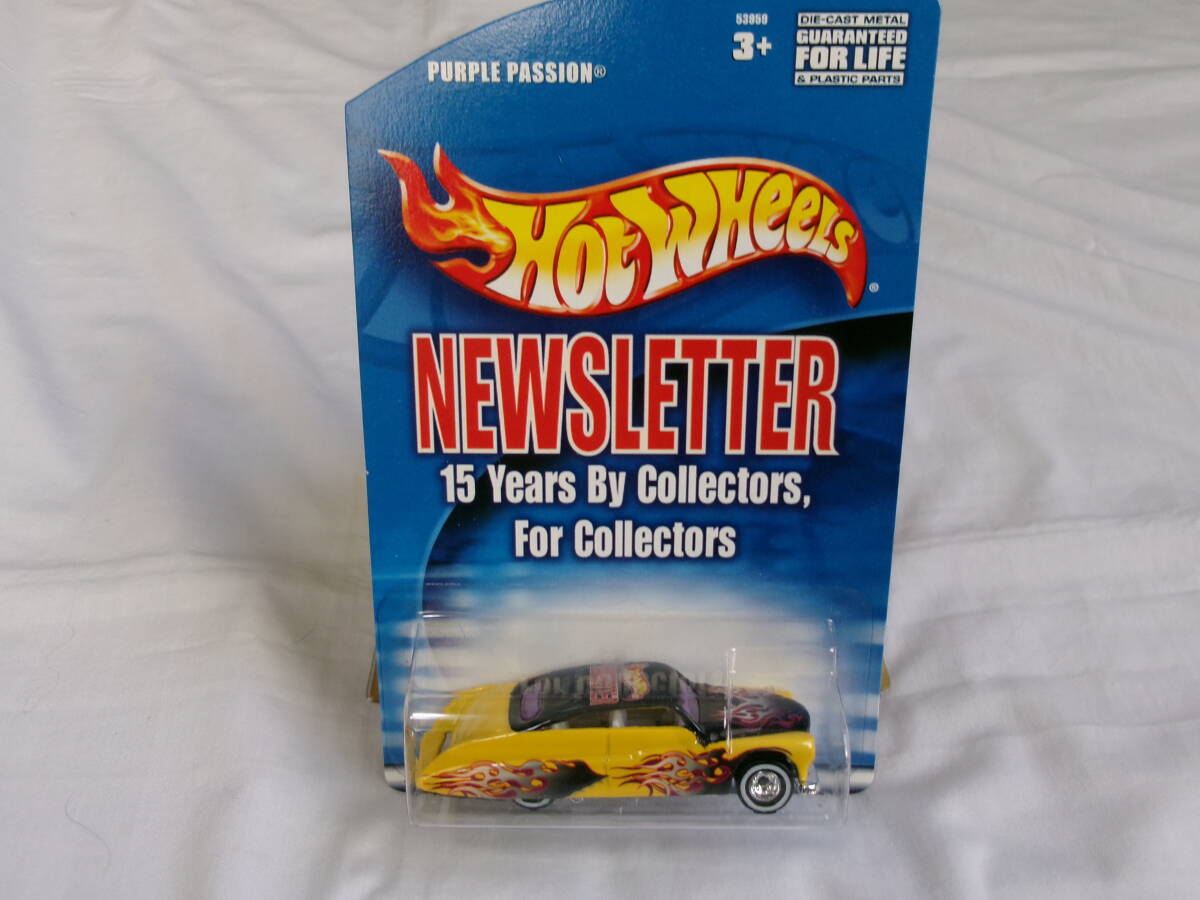 53959
3+
DIE-CAST METAL
GUARANTEED
FOR LIFE
& PLASTIC PARTS
PURPLE PASSION®
HOT WHEELS®
NEWSLETTER
15 Years By Collectors,
For Collectors